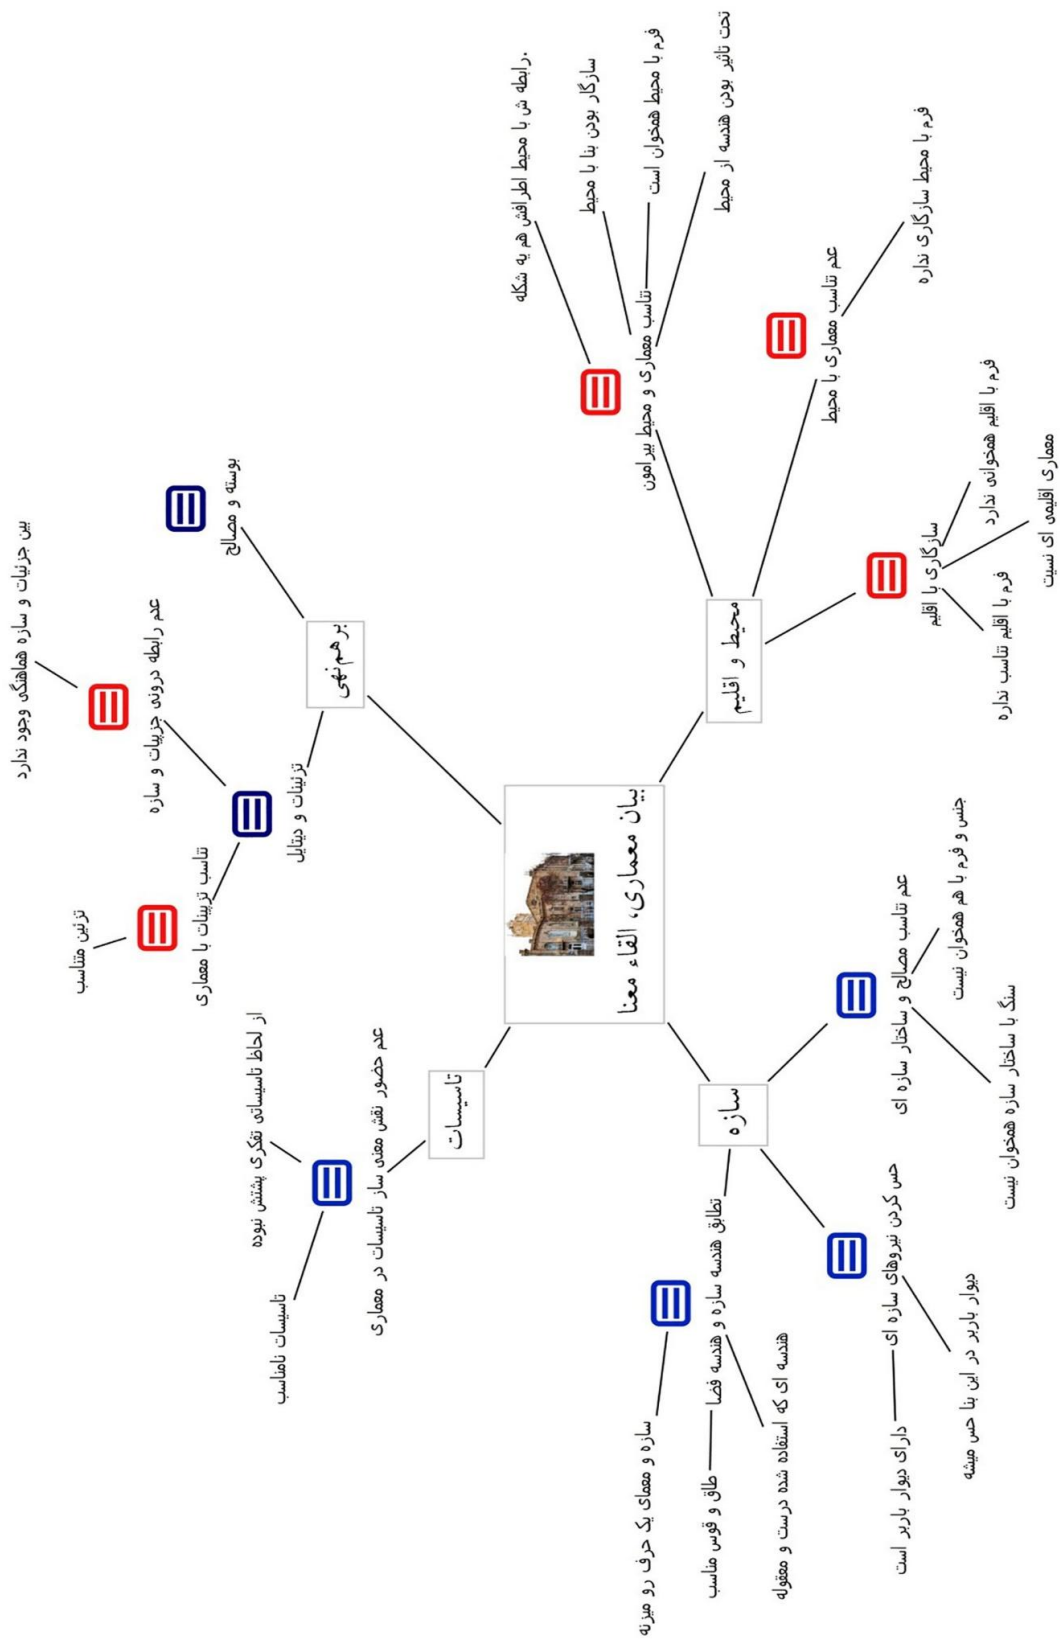 بیان معماری، القاء معنا
برهم‌نهی
پوسته و مصالح
تزئینات و دیتایل
عدم رابطه درونی جزییات و سازه
بین جزئیات و سازه هماهنگی وجود ندارد
تناسب تزیینات با معماری
تزئین متناسب
تاسیسات
عدم حضور نقش معنی ساز تاسیسات در معماری
از لحاظ تاسیساتی تفکری پشتش نبوده
تاسیسات نامناسب
محیط و اقلیم
تناسب معماری و محیط پیرامون
رابطه ش با محیط اطرافش هم یه شکله.
سازگار بودن بنا با محیط
فرم با محیط همخوان است
تحت تاثیر بودن هندسه از محیط
عدم تناسب معماری با محیط
فرم با محیط سازگاری نداره
سازگاری با اقلیم
فرم با اقلیم همخوانی ندارد
معماری اقلیمی ای نسیت
فرم با اقلیم تناسب نداره
سازه
عدم تناسب مصالح و ساختار سازه ای
جنس و فرم با هم همخوان نیست
سنگ با ساختار سازه همخوان نیست
حس کردن نیروهای سازه ای
دیوار باربر در این بنا حس میشه
دارای دیوار باربر است
تطابق هندسه سازه و هندسه فضا
سازه و معمای یک حرف رو میزنه
طاق و قوس مناسب
هندسه ای که استفاده شده درست و معقوله